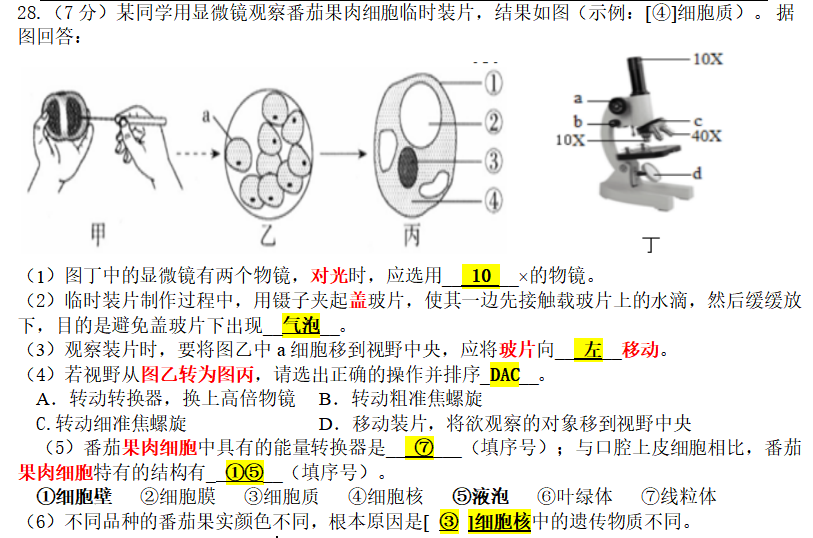 28.（7 分）某同学用显微镜观察番茄果肉细胞临时装片，结果如图（示例：[④]细胞质）。据
图回答：
a
①
②
③
④
甲
乙
丙
10X
a
b
c
10X
40X
d
丁
（1）图丁中的显微镜有两个物镜，对光时，应选用 10 ×的物镜。
（2）临时装片制作过程中，用镊子夹起盖玻片，使其一边先接触载玻片上的水滴，然后缓缓放
下，目的是避免盖玻片下出现 气泡 。
（3）观察装片时，要将图乙中 a 细胞移到视野中央，应将玻片向 左 移动。
（4）若视野从图乙转为图丙，请选出正确的操作并排序 DAC 。
A．转动转换器，换上高倍物镜 B．转动粗准焦螺旋
C.转动细准焦螺旋 D．移动装片，将欲观察的对象移到视野中央
（5）番茄果肉细胞中具有的能量转换器是 ⑦ （填序号）；与口腔上皮细胞相比，番茄
果肉细胞特有的结构有 ①⑤ （填序号）。
①细胞壁 ②细胞膜 ③细胞质 ④细胞核 ⑤液泡 ⑥叶绿体 ⑦线粒体
（6）不同品种的番茄果实颜色不同，根本原因是[ ③ ]细胞核中的遗传物质不同。